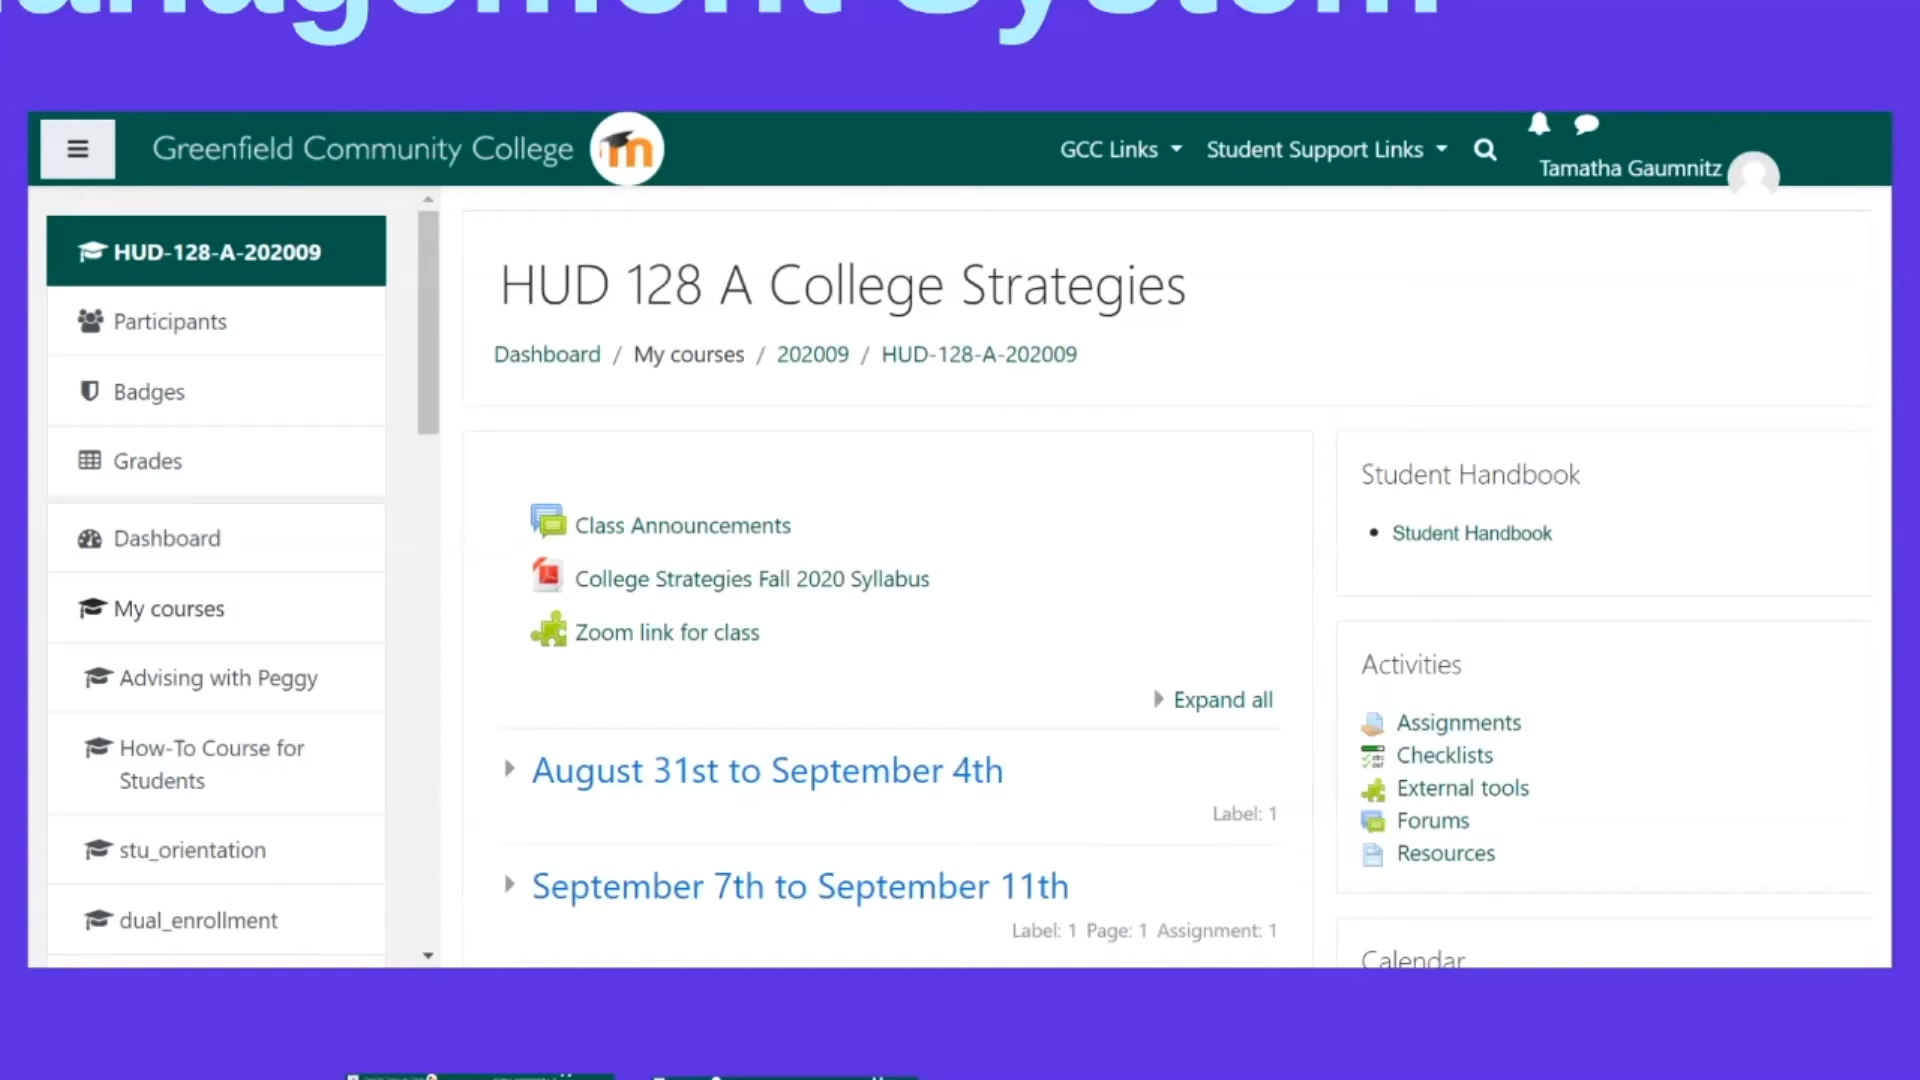 anagement System
Greenfield Community College
GCC Links
Student Support Links
Tamatha Gaumnitz
HUD-128-A-202009
Participants
Badges
Grades
Dashboard
My courses
Advising with Peggy
How-To Course for
Students
stu_orientation
dual_enrollment
HUD 128 A College Strategies
Dashboard / My courses / 202009 / HUD-128-A-202009
Class Announcements
College Strategies Fall 2020 Syllabus
Zoom link for class
Expand all
August 31st to September 4th
Label: 1
September 7th to September 11th
Label: 1 Page: 1 Assignment: 1
Student Handbook
Student Handbook
Activities
Assignments
Checklists
External tools
Forums
Resources
Calendar